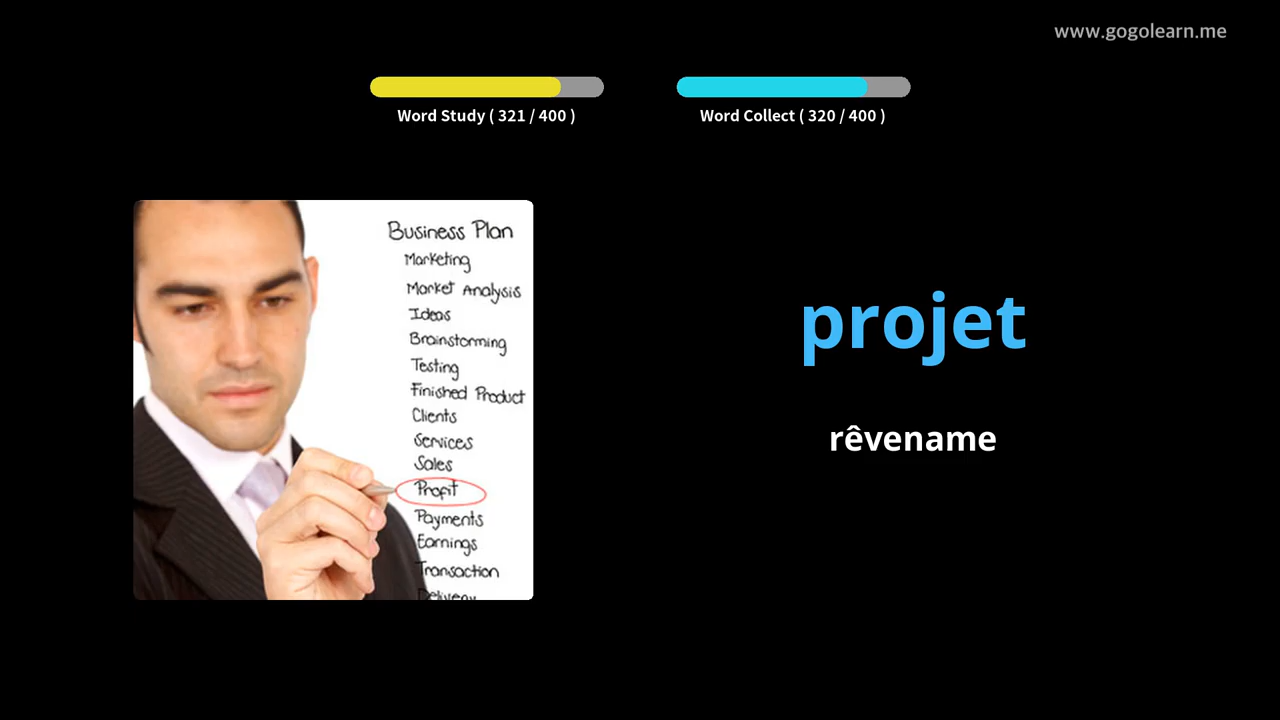 www.gogolearn.me
Word Study ( 321 / 400 )
Word Collect ( 320 / 400 )
Business Plan
Marketing
Market Analysis
Ideas
Brainstorming
Testing
Finished Product
Clients
Services
Sales
Profit
Payments
Earnings
Transaction
Delivery
projet
rêvename